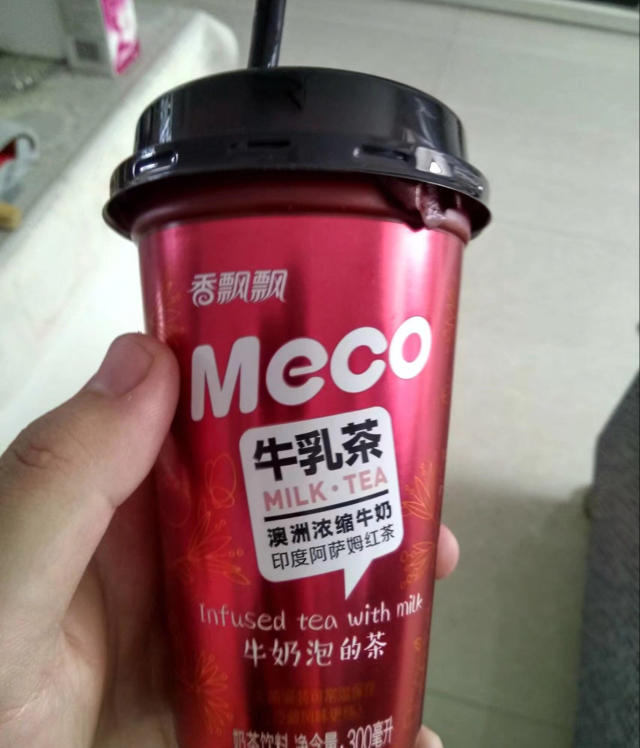 香飘飘
Meco
牛乳茶
MILK·TEA
澳洲浓缩牛奶
印度阿萨姆红茶
Infused tea with milk
牛奶泡的茶
奶茶饮料 净含量:300毫升